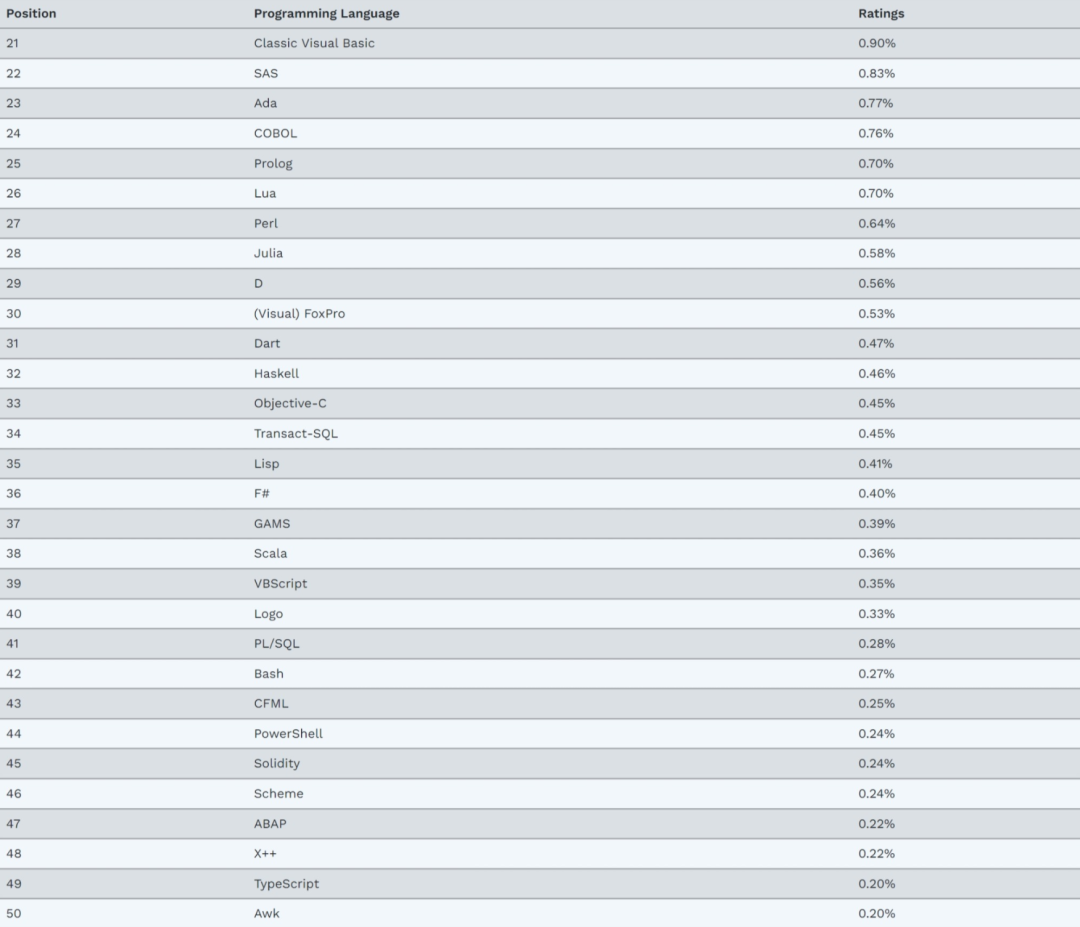 Position Programming Language Ratings
21 Classic Visual Basic 0.90%
22 SAS 0.83%
23 Ada 0.77%
24 COBOL 0.76%
25 Prolog 0.70%
26 Lua 0.70%
27 Perl 0.64%
28 Julia 0.58%
29 D 0.56%
30 (Visual) FoxPro 0.53%
31 Dart 0.47%
32 Haskell 0.46%
33 Objective-C 0.45%
34 Transact-SQL 0.45%
35 Lisp 0.41%
36 F# 0.40%
37 GAMS 0.39%
38 Scala 0.36%
39 VBScript 0.35%
40 Logo 0.33%
41 PL/SQL 0.28%
42 Bash 0.27%
43 CFML 0.25%
44 PowerShell 0.24%
45 Solidity 0.24%
46 Scheme 0.24%
47 ABAP 0.22%
48 X++ 0.22%
49 TypeScript 0.20%
50 Awk 0.20%